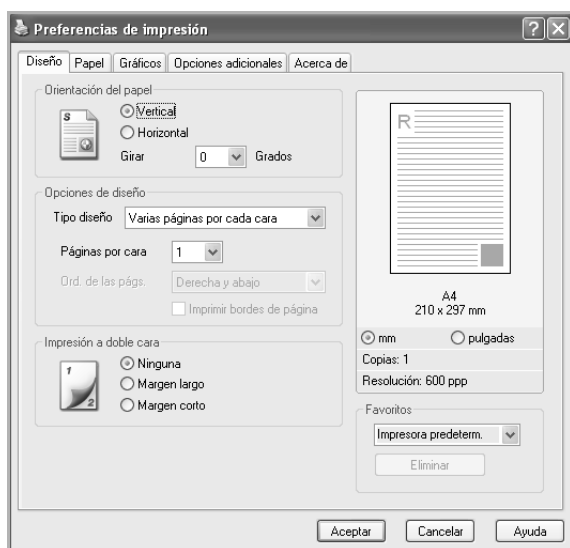 Preferencias de impresión
Diseño Papel Gráficos Opciones adicionales Acerca de
Orientación del papel
S
Vertical
Horizontal
Girar 0 Grados
Opciones de diseño
Tipo diseño Varias páginas por cada cara
Páginas por cara 1
Ord. de las págs. Derecha y abajo
Imprimir bordes de página
Impresión a doble cara
1
2
Ninguna
Margen largo
Margen corto
R
A4
210 x 297 mm
mm pulgadas
Copias: 1
Resolución: 600 ppp
Favoritos
Impresora predeterm.
Eliminar
Aceptar Cancelar Ayuda